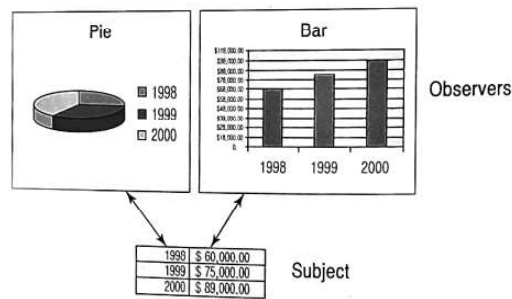 Pie
1998
1999
2000
Bar
1998 1999 2000
Observers
1998 $ 60,000.00
1999 $ 75,000.00
2000 $ 89,000.00
Subject